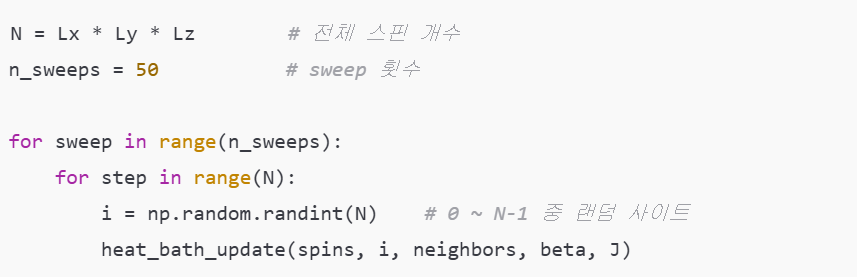 N = Lx * Ly * Lz        # 전체 스핀 개수
n_sweeps = 50           # sweep 횟수
for sweep in range(n_sweeps):
    for step in range(N):
        i = np.random.randint(N)    # 0 ~ N-1 중 랜덤 사이트
        heat_bath_update(spins, i, neighbors, beta, J)